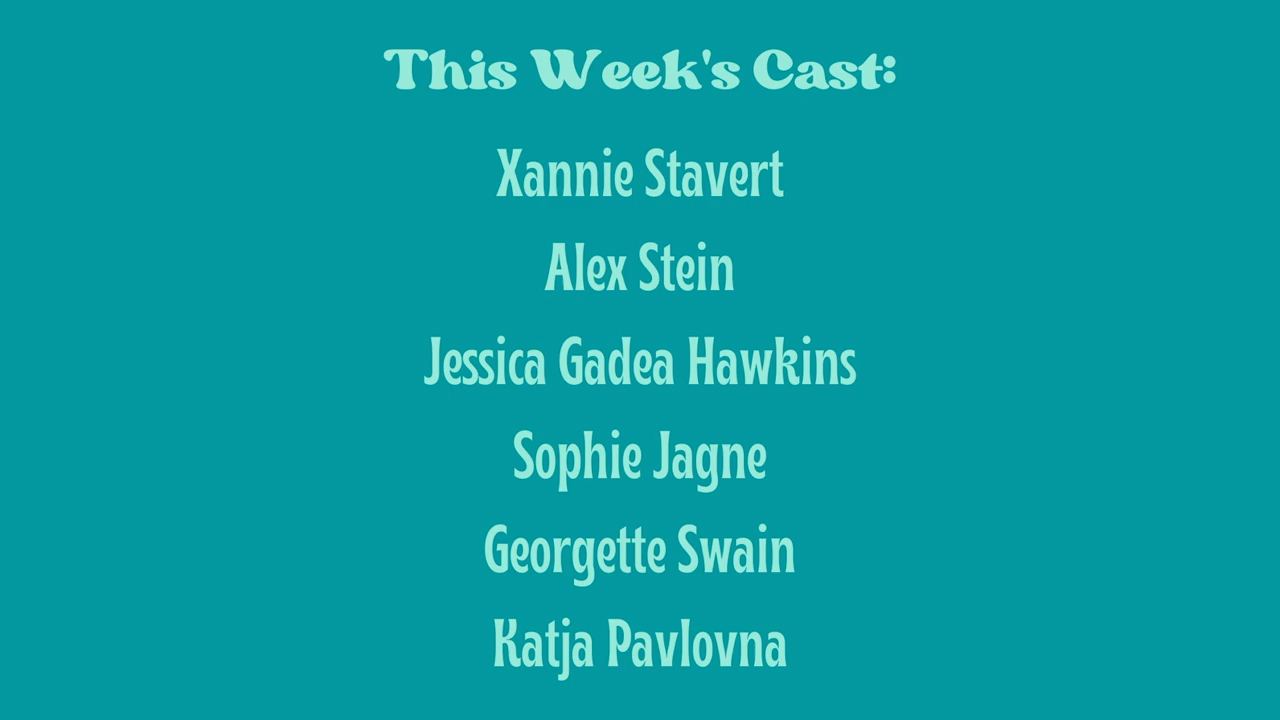 This Week's Cast:
Xannie Stavert
Alex Stein
Jessica Gadea Hawkins
Sophie Jagne
Georgette Swain
Katja Pavlovna